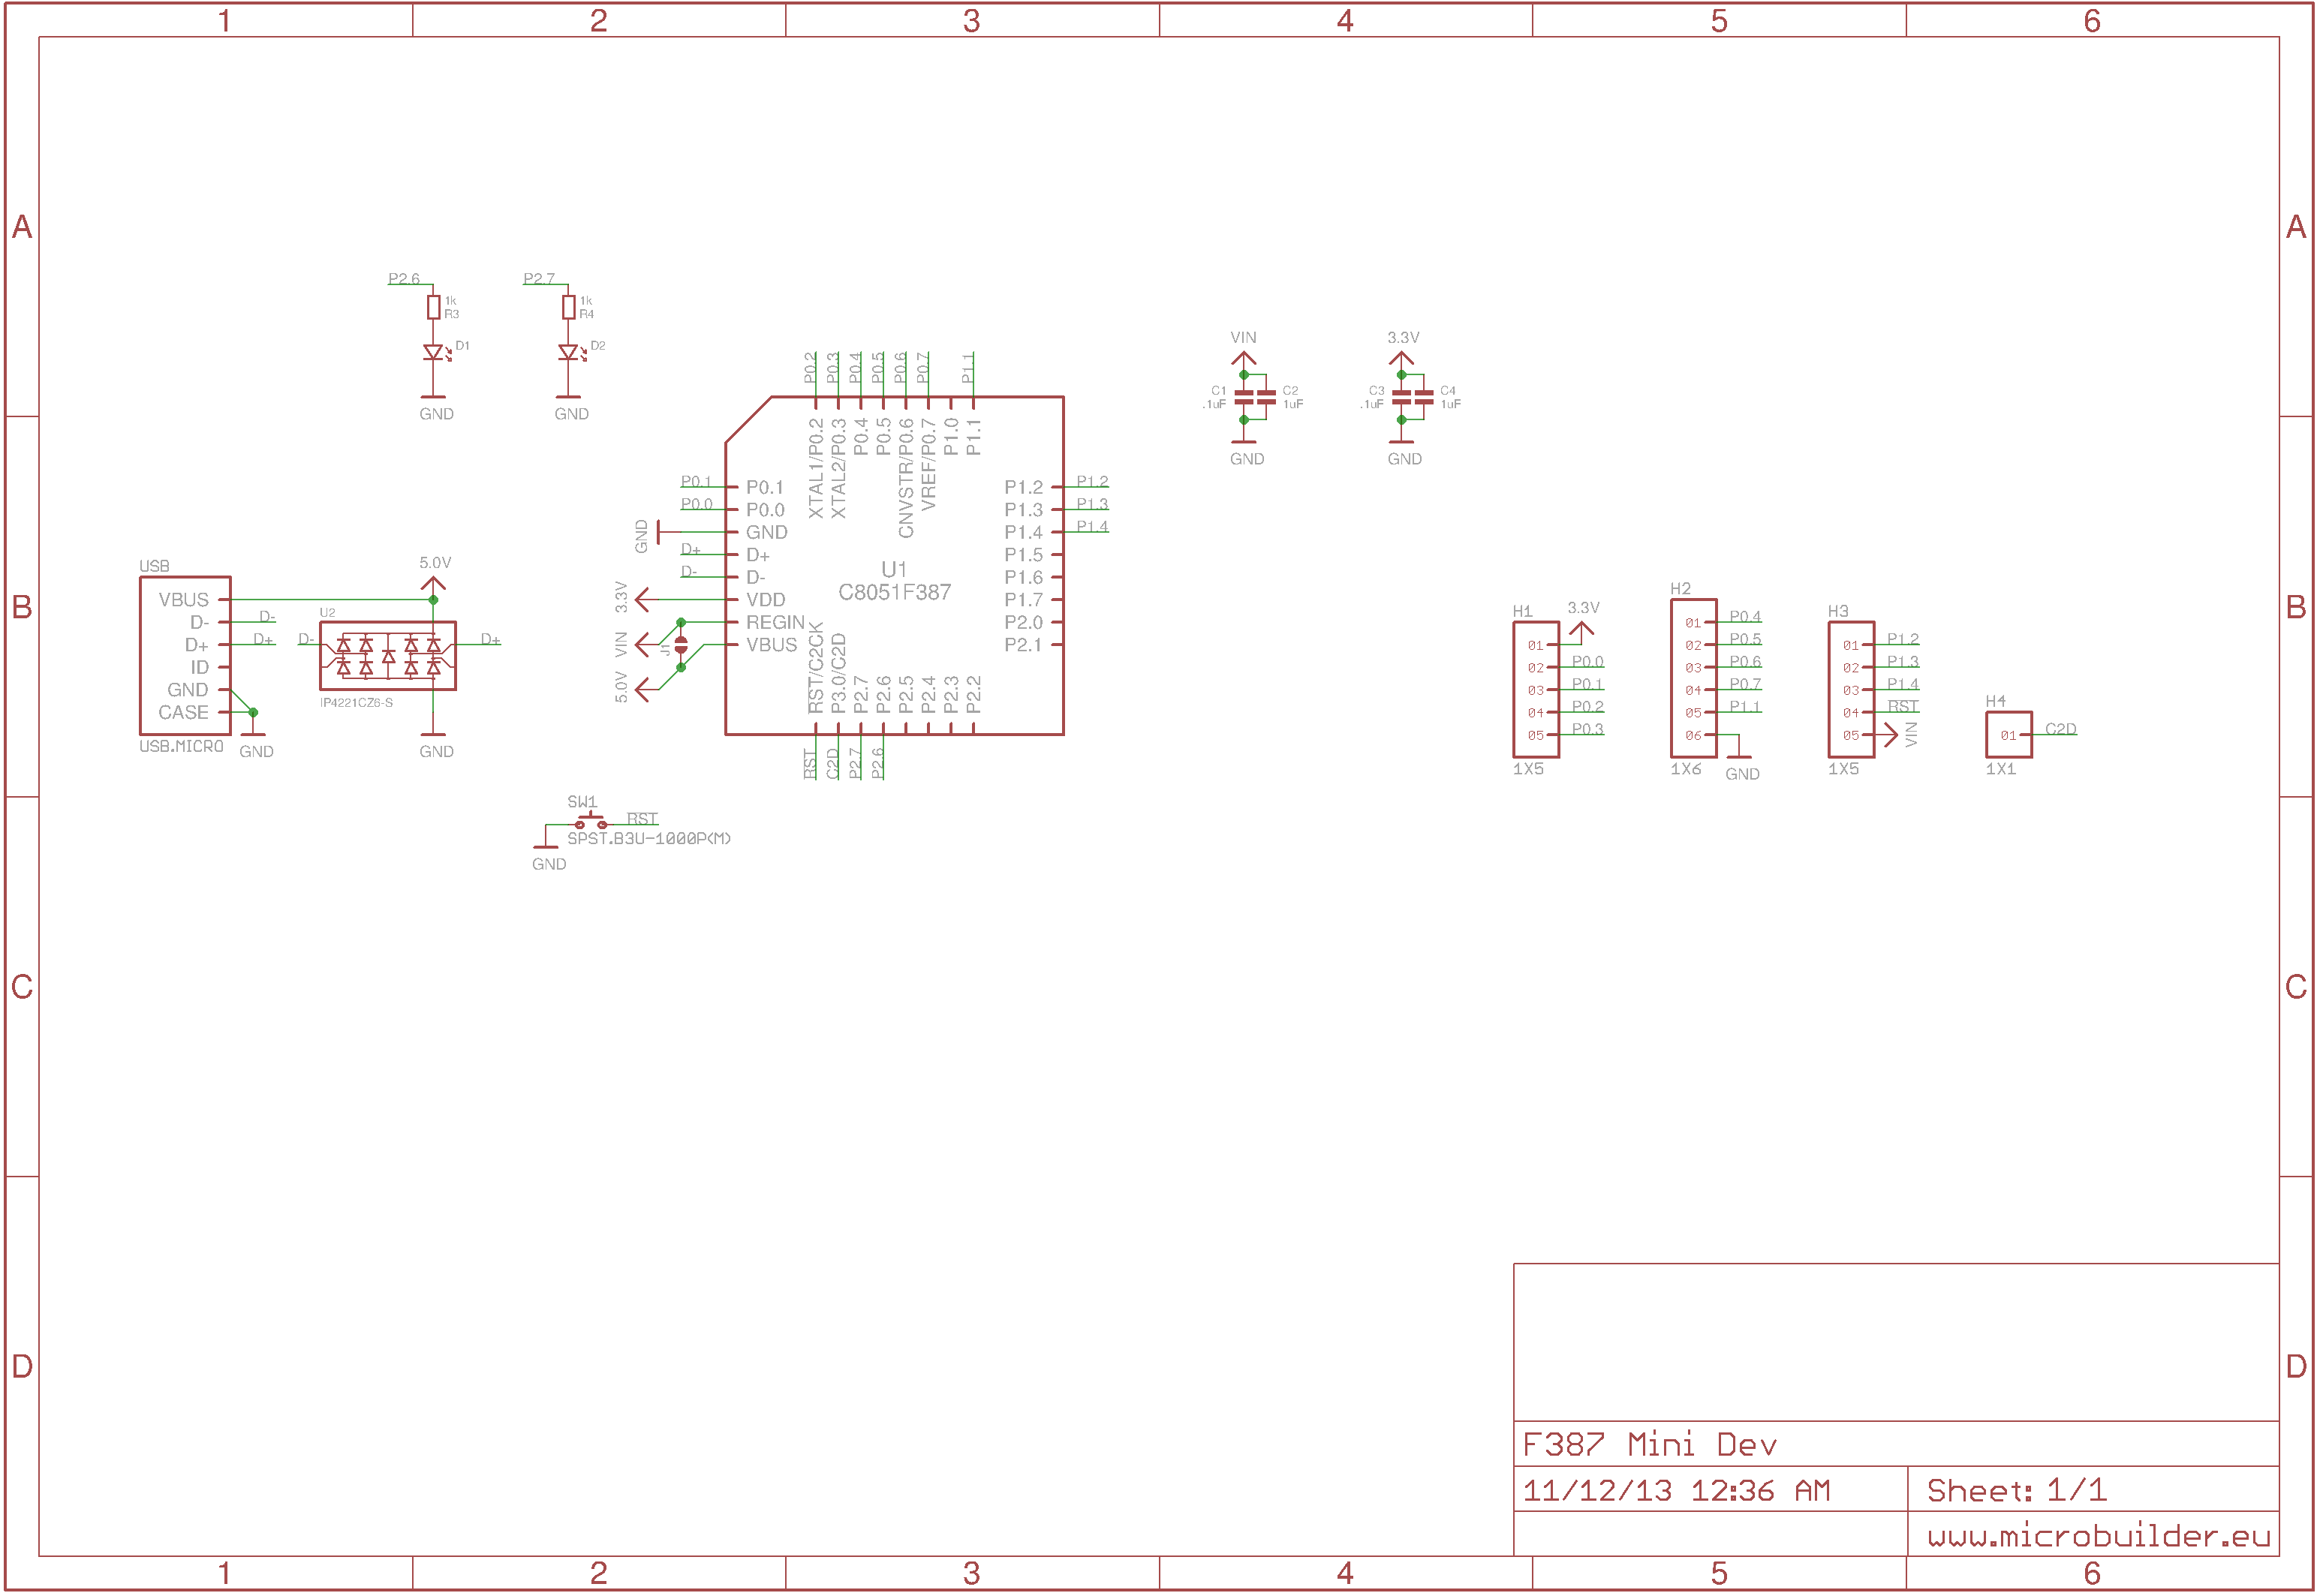 1 2 3 4 5 6
A A
P2.6 P2.7
1k 1k
R3 R4
D1 D2
GND GND
VIN 3.3V
C1 C2 C3 C4
.1uF 1uF .1uF 1uF
GND GND
P0.2 P0.3 P0.4 P0.5 P0.6 P0.7 P1.1
XTAL1/P0.2 XTAL2/P0.3 P0.4 P0.5 CNVSTR/P0.6 VREF/P0.7 P1.0 P1.1
P0.1 P0.1 P1.2 P1.2
P0.0 P0.0 P1.3 P1.3
GND GND P1.4 P1.4
D+ D+ P1.5
D- D- P1.6
3.3V VDD P1.7
VIN REGIN P2.0
5.0V J1 VBUS P2.1
U1
C8051F387
RST/C2CK P3.0/C2D P2.7 P2.6 P2.5 P2.4 P2.3 P2.2
RST C2D P2.7 P2.6
B B
USB 5.0V
VBUS
D- D- U2
D+ D+ D- D+
ID
GND IP4221CZ6-S
CASE
USB.MICRO GND GND
SW1
RST
SPST.B3U-1000P(M)
GND
H1 3.3V
01
02 P0.0
03 P0.1
04 P0.2
05 P0.3
1X5
H2
01 P0.4
02 P0.5
03 P0.6
04 P0.7
05 P1.1
06
1X6 GND
H3
01 P1.2
02 P1.3
03 P1.4
04 RST
05 VIN
1X5
H4
01 C2D
1X1
C C
D D
F387 Mini Dev
11/12/13 12:36 AM Sheet: 1/1
www.microbuilder.eu
1 2 3 4 5 6